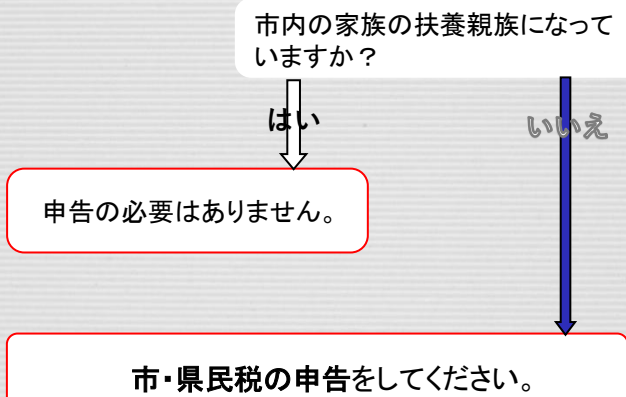 市内の家族の扶養親族になって
いますか？
はい
いいえ
申告の必要はありません。
市・県民税の申告をしてください。